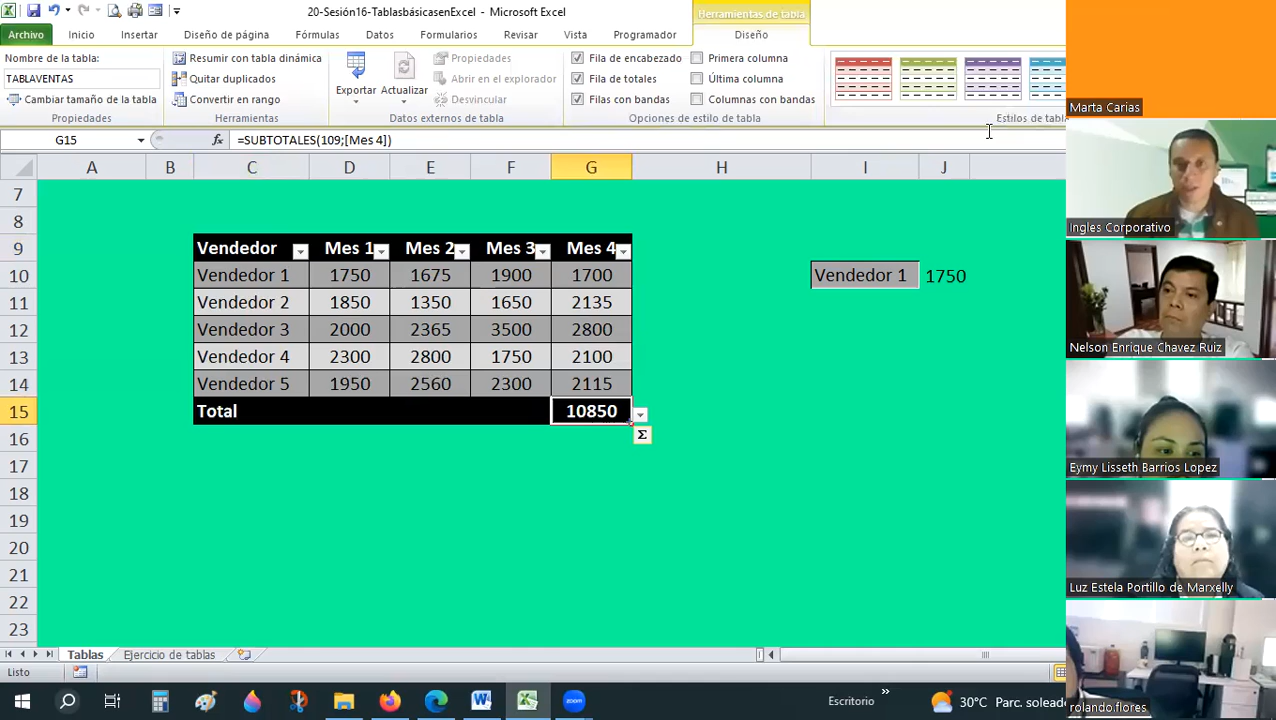 20-Sesión16-TablasbásicasenExcel - Microsoft Excel
Herramientas de tabla
Archivo Inicio Insertar Diseño de página Fórmulas Datos Formularios Revisar Vista Programador Diseño
Nombre de la tabla:
TABLAVENTAS
Cambiar tamaño de la tabla
Propiedades
Resumir con tabla dinámica
Quitar duplicados
Convertir en rango
Herramientas
Exportar Actualizar
Propiedades
Abrir en el explorador
Desvincular
Datos externos de tabla
Fila de encabezado Primera columna
Fila de totales Última columna
Filas con bandas Columnas con bandas
Opciones de estilo de tabla
Estilos de tabl
G15 fx =SUBTOTALES(109;[Mes 4])
A B C D E F G H I J
7
8
9 Vendedor Mes 1 Mes 2 Mes 3 Mes 4
10 Vendedor 1 1750 1675 1900 1700 Vendedor 1 1750
11 Vendedor 2 1850 1350 1650 2135
12 Vendedor 3 2000 2365 3500 2800
13 Vendedor 4 2300 2800 1750 2100
14 Vendedor 5 1950 2560 2300 2115
15 Total 10850
16 Σ
17
18
19
20
21
22
23
Tablas Ejercicio de tablas
Listo
zoom
Escritorio »
30°C Parc. soleado
Marta Carias
Ingles Corporativo
Nelson Enrique Chavez Ruiz
Eymy Lisseth Barrios Lopez
Luz Estela Portillo de Marxelly
rolando.flores